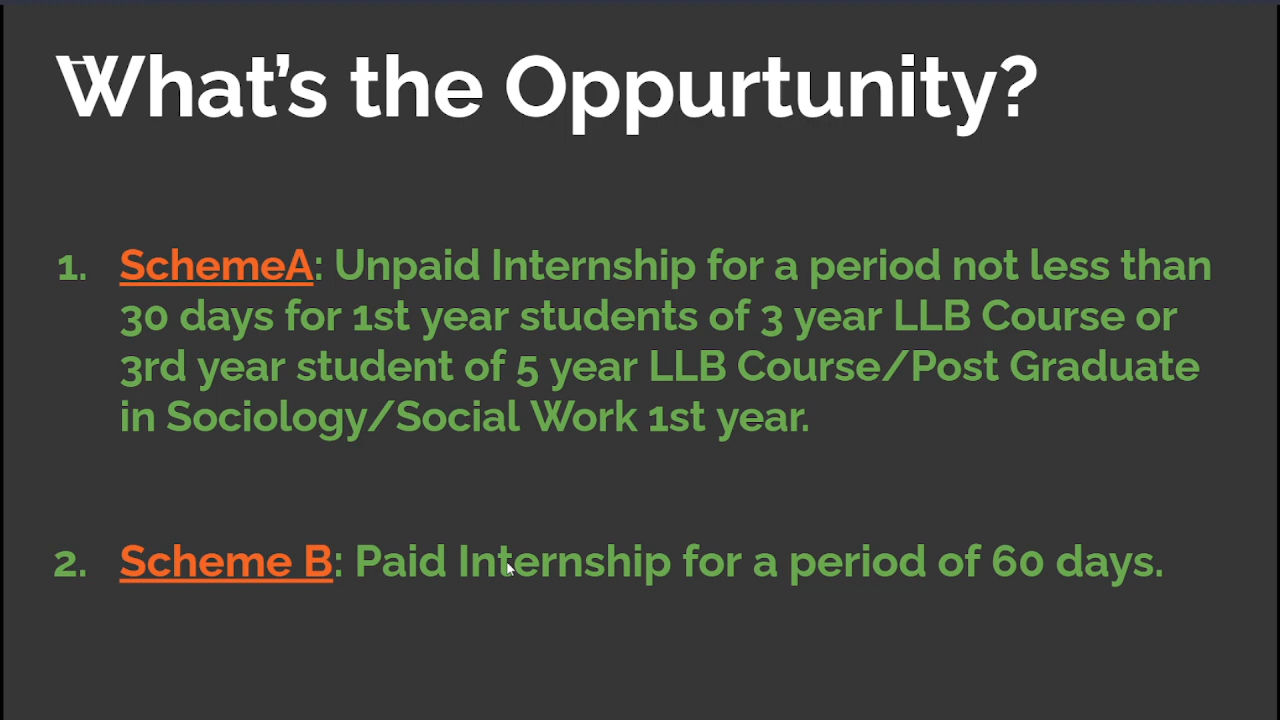 What's the Oppurtunity?
1. SchemeA: Unpaid Internship for a period not less than
30 days for 1st year students of 3 year LLB Course or
3rd year student of 5 year LLB Course/Post Graduate
in Sociology/Social Work 1st year.
2. Scheme B: Paid Internship for a period of 60 days.